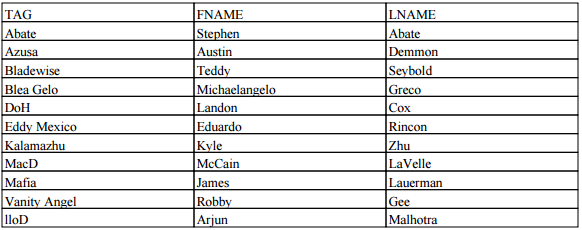 TAG FNAME LNAME
Abate Stephen Abate
Azusa Austin Demmon
Bladewise Teddy Seybold
Blea Gelo Michaelangelo Greco
DoH Landon Cox
Eddy Mexico Eduardo Rincon
Kalamazhu Kyle Zhu
MacD McCain LaVelle
Mafia James Lauerman
Vanity Angel Robby Gee
lloD Arjun Malhotra